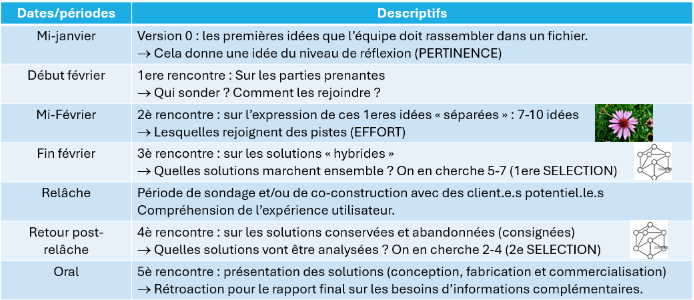 Dates/périodes Descriptifs
Mi-janvier Version 0 : les premières idées que l'équipe doit rassembler dans un fichier.
→ Cela donne une idée du niveau de réflexion (PERTINENCE)
Début février 1ere rencontre : Sur les parties prenantes
→ Qui sonder ? Comment les rejoindre ?
Mi-Février 2è rencontre : sur l'expression de ces 1eres idées « séparées » : 7-10 idées
→ Lesquelles rejoignent des pistes (EFFORT)
Fin février 3è rencontre : sur les solutions « hybrides »
→ Quelles solutions marchent ensemble ? On en cherche 5-7 (1ere SELECTION)
Relâche Période de sondage et/ou de co-construction avec des client.e.s potentiel.le.s
Compréhension de l'expérience utilisateur.
Retour post-relâche 4è rencontre : sur les solutions conservées et abandonnées (consignées)
→ Quelles solutions vont être analysées ? On en cherche 2-4 (2e SELECTION)
Oral 5è rencontre : présentation des solutions (conception, fabrication et commercialisation)
→ Rétroaction pour le rapport final sur les besoins d'informations complémentaires.